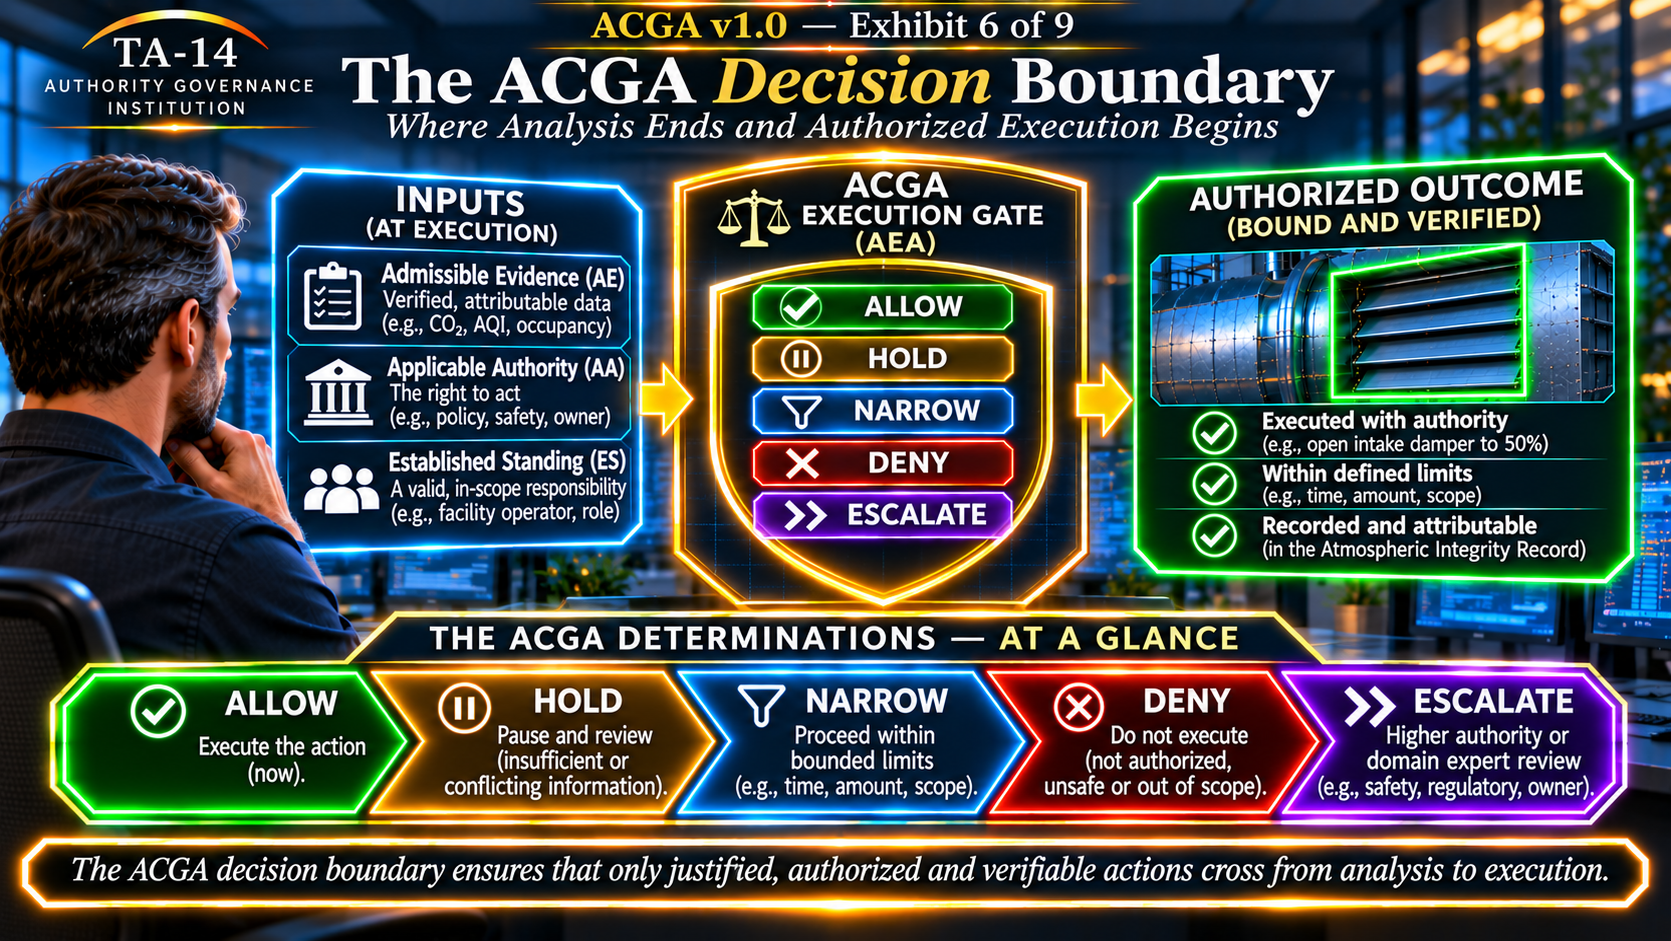 TA-14
AUTHORITY GOVERNANCE
INSTITUTION
ACGA v1.0 — Exhibit 6 of 9
The ACGA Decision Boundary
Where Analysis Ends and Authorized Execution Begins
INPUTS
(AT EXECUTION)
Admissible Evidence (AE)
Verified, attributable data
(e.g., CO₂, AQI, occupancy)
Applicable Authority (AA)
The right to act
(e.g., policy, safety, owner)
Established Standing (ES)
A valid, in-scope responsibility
(e.g., facility operator, role)
ACGA
EXECUTION GATE
(AEA)
ALLOW
HOLD
NARROW
DENY
ESCALATE
AUTHORIZED OUTCOME
(BOUND AND VERIFIED)
Executed with authority
(e.g., open intake damper to 50%)
Within defined limits
(e.g., time, amount, scope)
Recorded and attributable
(in the Atmospheric Integrity Record)
THE ACGA DETERMINATIONS — AT A GLANCE
ALLOW
Execute the action
(now).
HOLD
Pause and review
(insufficient or
conflicting information).
NARROW
Proceed within
bounded limits
(e.g., time, amount, scope).
DENY
Do not execute
(not authorized,
unsafe or out of scope).
ESCALATE
Higher authority or
domain expert review
(e.g., safety, regulatory, owner).
The ACGA decision boundary ensures that only justified, authorized and verifiable actions cross from analysis to execution.